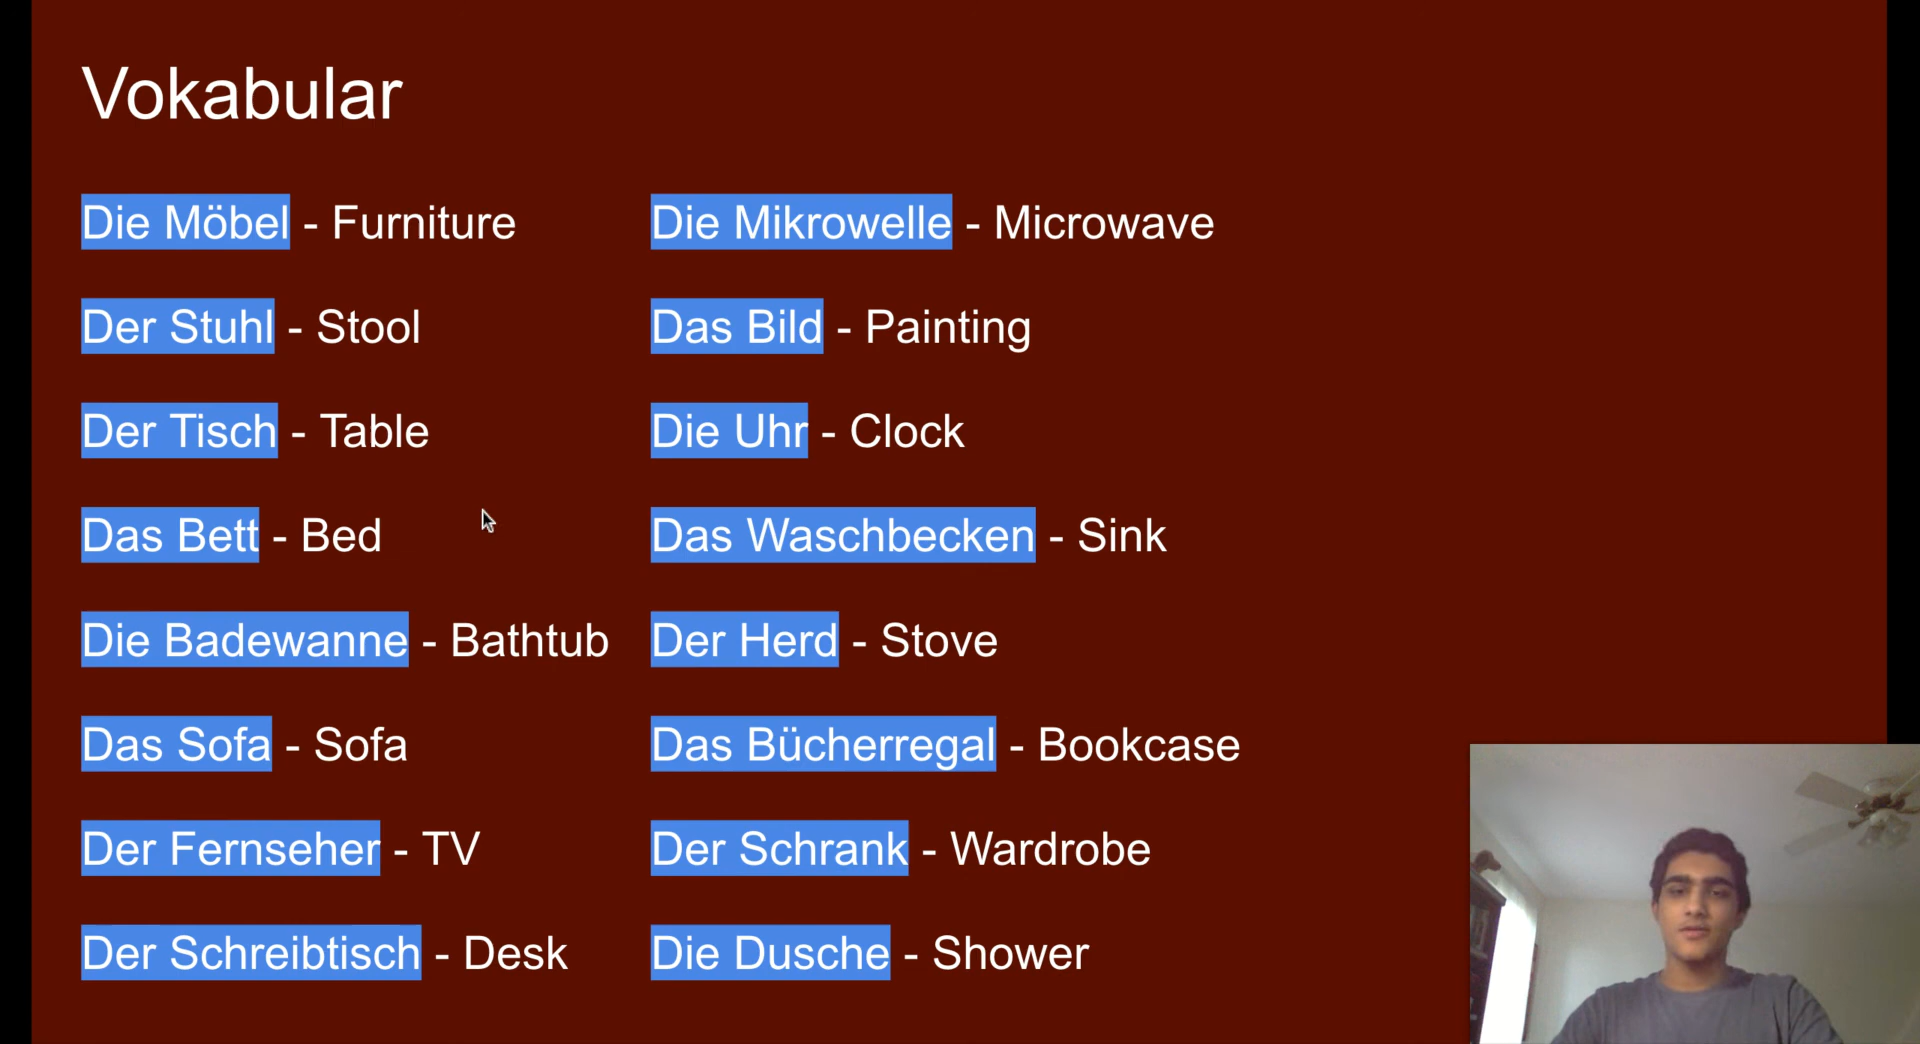 Vokabular
Die Möbel - Furniture
Der Stuhl - Stool
Der Tisch - Table
Das Bett - Bed
Die Badewanne - Bathtub
Das Sofa - Sofa
Der Fernseher - TV
Der Schreibtisch - Desk
Die Mikrowelle - Microwave
Das Bild - Painting
Die Uhr - Clock
Das Waschbecken - Sink
Der Herd - Stove
Das Bücherregal - Bookcase
Der Schrank - Wardrobe
Die Dusche - Shower